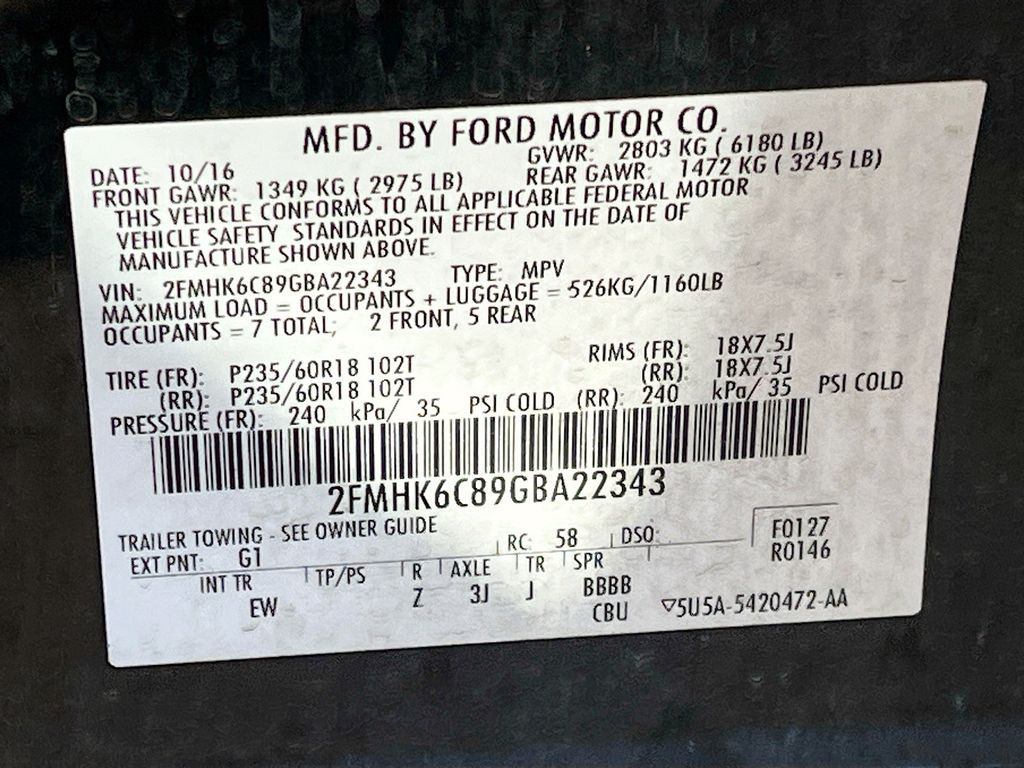 MFD. BY FORD MOTOR CO.
DATE: 10/16 GVWR: 2803 KG ( 6180 LB)
FRONT GAWR: 1349 KG ( 2975 LB) REAR GAWR: 1472 KG ( 3245 LB)
THIS VEHICLE CONFORMS TO ALL APPLICABLE FEDERAL MOTOR
VEHICLE SAFETY STANDARDS IN EFFECT ON THE DATE OF
MANUFACTURE SHOWN ABOVE.
VIN: 2FMHK6C89GBA22343 TYPE: MPV
MAXIMUM LOAD = OCCUPANTS + LUGGAGE = 526KG/1160LB
OCCUPANTS = 7 TOTAL; 2 FRONT, 5 REAR
TIRE (FR): P235/60R18 102T RIMS (FR): 18X7.5J
(RR): P235/60R18 102T (RR): 18X7.5J
PRESSURE (FR): 240 kPa/ 35 PSI COLD (RR): 240 kPa/ 35 PSI COLD
2FMHK6C89GBA22343
TRAILER TOWING - SEE OWNER GUIDE
EXT PNT: G1 RC: 58 DSO: F0127
R0146
INT TR TP/PS R AXLE TR SPR
EW Z 3J J BBBB
CBU ▽5U5A-5420472-AA